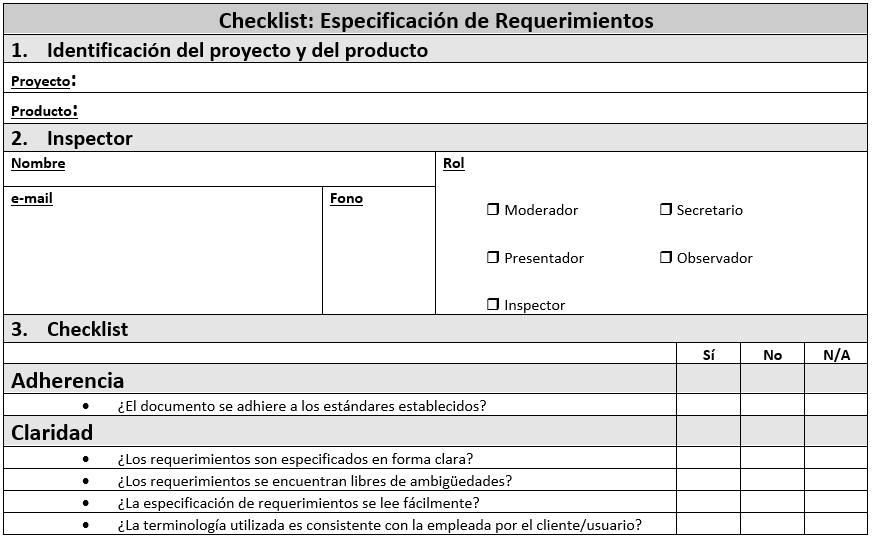 Checklist: Especificación de Requerimientos
1. Identificación del proyecto y del producto
Proyecto:
Producto:
2. Inspector
Nombre
Rol
e-mail
Fono
Moderador
Secretario
Presentador
Observador
Inspector
3. Checklist
Sí No N/A
Adherencia
• ¿El documento se adhiere a los estándares establecidos?
Claridad
• ¿Los requerimientos son especificados en forma clara?
• ¿Los requerimientos se encuentran libres de ambigüedades?
• ¿La especificación de requerimientos se lee fácilmente?
• ¿La terminología utilizada es consistente con la empleada por el cliente/usuario?